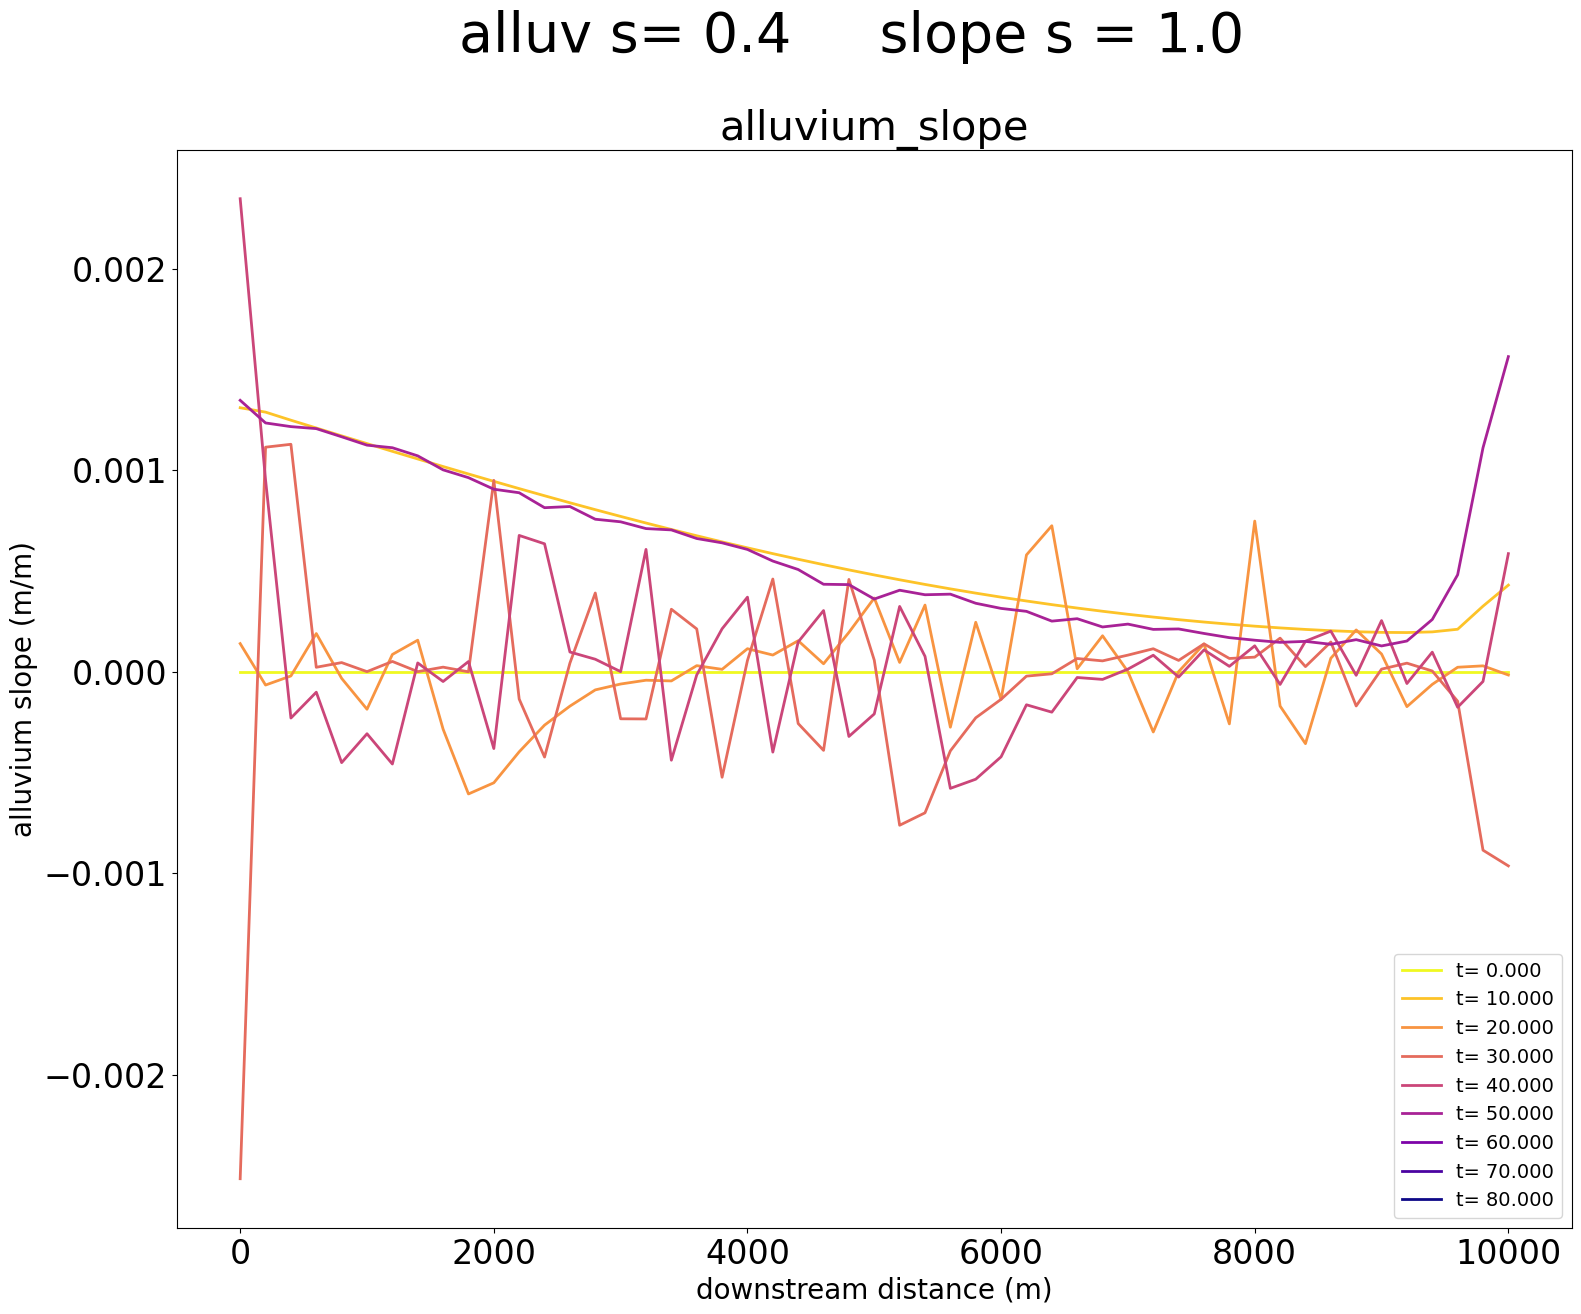 alluv s= 0.4 slope s = 1.0
alluvium_slope
alluvium slope (m/m)
0.002
0.001
0.000
−0.001
−0.002
t= 0.000
t= 10.000
t= 20.000
t= 30.000
t= 40.000
t= 50.000
t= 60.000
t= 70.000
t= 80.000
0 2000 4000 6000 8000 10000
downstream distance (m)